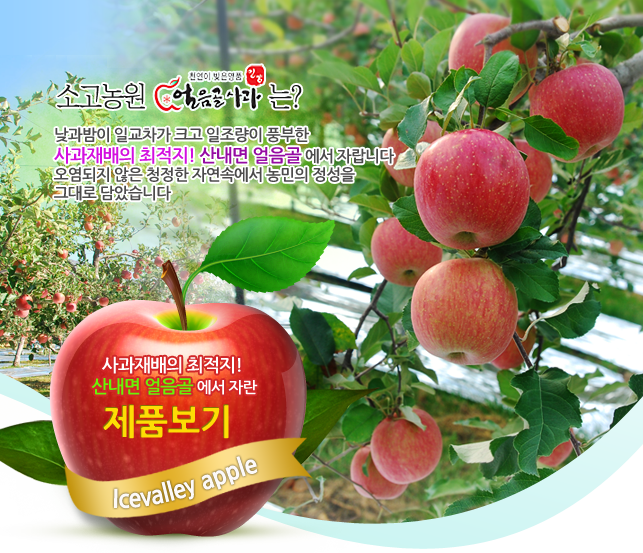 천연이 빚은명품
일품
소고농원 얼음골사과 는?
낮과밤이 일교차가 크고 일조량이 풍부한
사과재배의 최적지! 산내면 얼음골 에서 자랍니다
오염되지 않은 청정한 자연속에서 농민의 정성을
그대로 담았습니다
사과재배의 최적지!
산내면 얼음골 에서 자란
제품보기
Icevalley apple